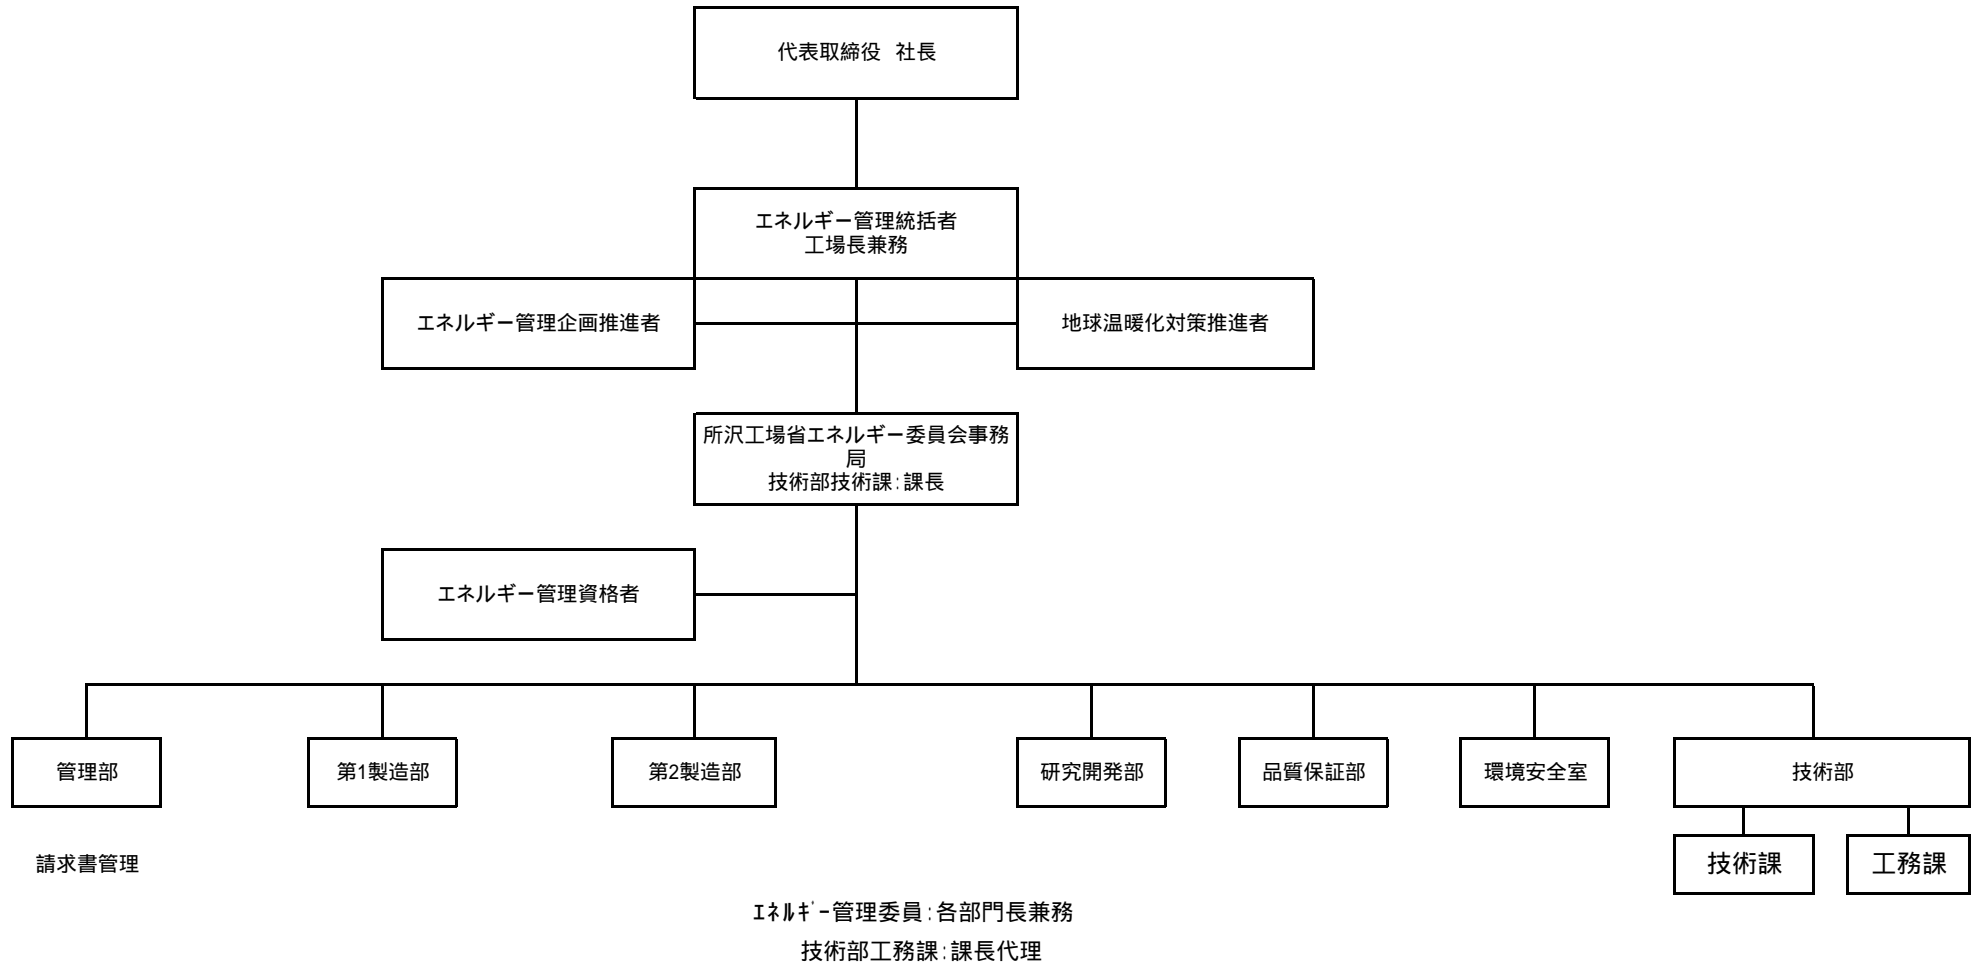 代表取締役 社長
エネルギー管理統括者
工場長兼務
エネルギー管理企画推進者
地球温暖化対策推進者
所沢工場省エネルギー委員会事務
局
技術部技術課:課長
エネルギー管理資格者
管理部
第1製造部
第2製造部
研究開発部
品質保証部
環境安全室
技術部
請求書管理
技術課
工務課
ｴﾈﾙｷﾞｰ管理委員:各部門長兼務
技術部工務課:課長代理